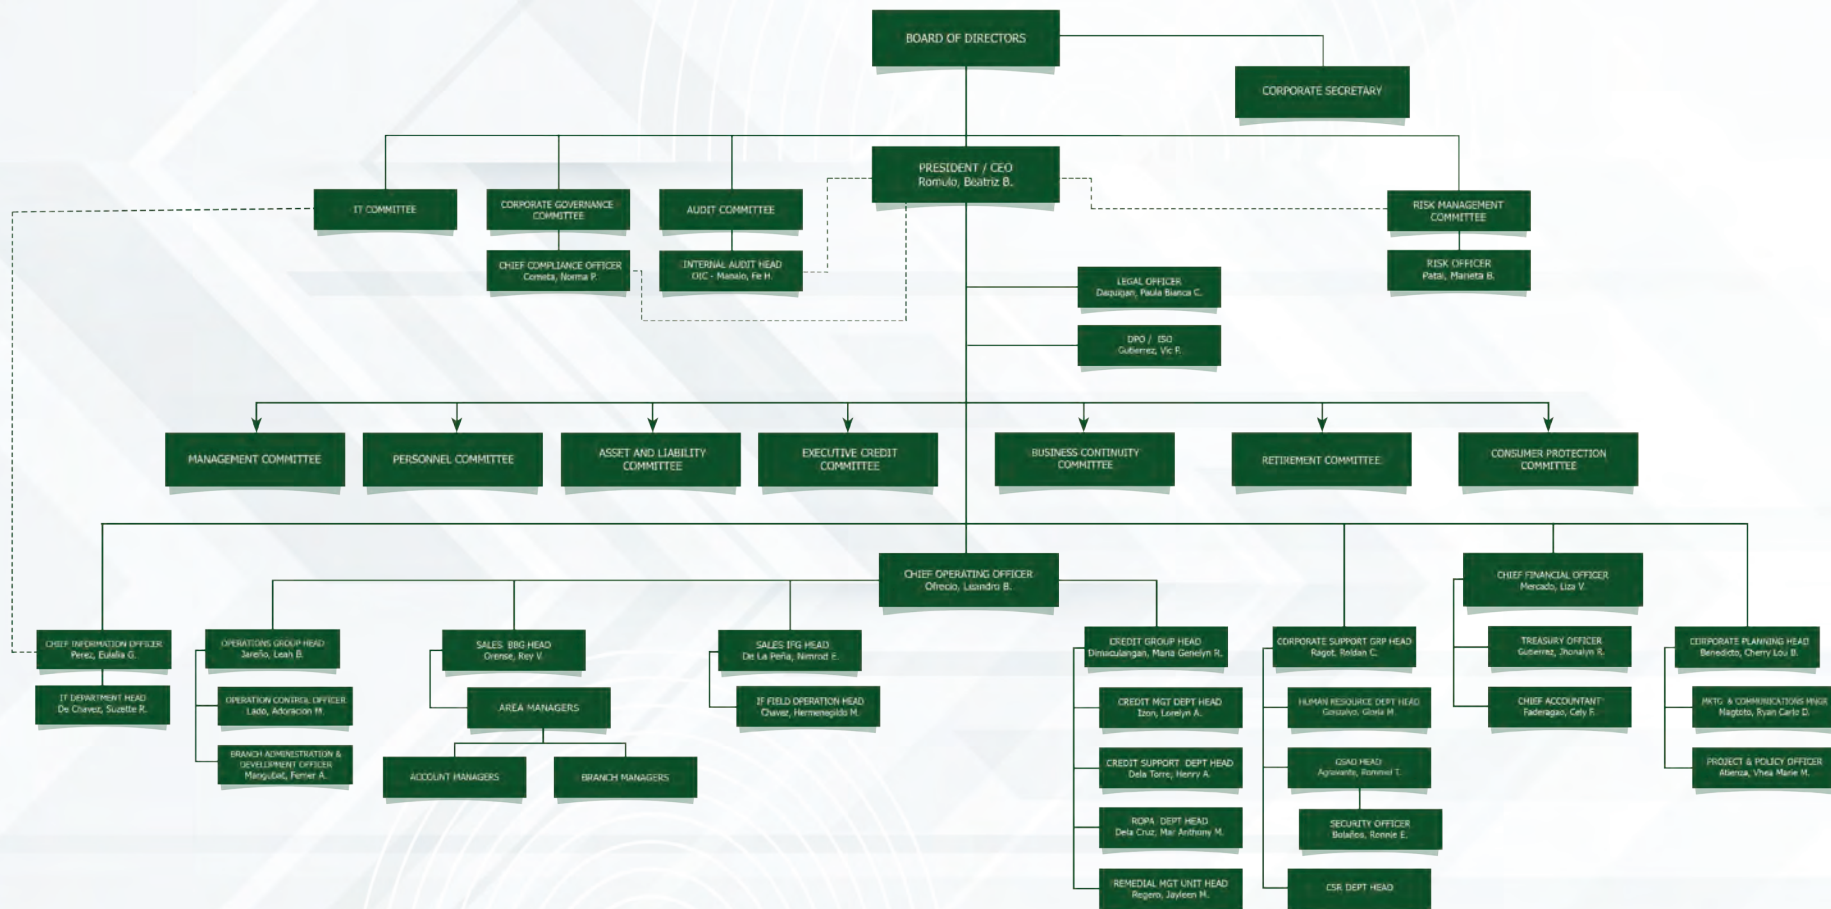 BOARD OF DIRECTORS
CORPORATE SECRETARY
PRESIDENT / CEO
Romulo, Beatriz B.
IT COMMITTEE
CORPORATE GOVERNANCE
COMMITTEE
AUDIT COMMITTEE
RISK MANAGEMENT
COMMITTEE
CHIEF COMPLIANCE OFFICER
Cometa, Norma P.
INTERNAL AUDIT HEAD
OIC - Manalo, Fe H.
RISK OFFICER
Patal, Marieta B.
LEGAL OFFICER
Daquigan, Paula Bianca C.
DPO / ISO
Gutierrez, Vic P.
MANAGEMENT COMMITTEE
PERSONNEL COMMITTEE
ASSET AND LIABILITY
COMMITTEE
EXECUTIVE CREDIT
COMMITTEE
BUSINESS CONTINUITY
COMMITTEE
RETIREMENT COMMITTEE
CONSUMER PROTECTION
COMMITTEE
CHIEF OPERATING OFFICER
Ofrecio, Leandro B.
CHIEF FINANCIAL OFFICER
Mercado, Liza V.
CHIEF INFORMATION OFFICER
Perez, Eulalia G.
OPERATIONS GROUP HEAD
Jareño, Leah B.
SALES BBG HEAD
Orense, Rey V.
SALES IFG HEAD
De La Peña, Nimrod E.
CREDIT GROUP HEAD
Dimaculangan, Maria Genelyn R.
CORPORATE SUPPORT GRP HEAD
Ragot, Roldan C.
TREASURY OFFICER
Gutierrez, Jhonalyn R.
CORPORATE PLANNING HEAD
Benedicto, Cherry Lou B.
IT DEPARTMENT HEAD
De Chavez, Suzette R.
OPERATION CONTROL OFFICER
Lado, Adoracion M.
AREA MANAGERS
IF FIELD OPERATION HEAD
Chavez, Hermenegildo M.
CREDIT MGT DEPT HEAD
Izon, Lorelyn A.
HUMAN RESOURCE DEPT HEAD
Gloria M.
CHIEF ACCOUNTANT
Faderagao, Cely F.
MKTG & COMMUNICATIONS MNGR
Nagtoto, Ryan Carlo D.
BRANCH ADMINISTRATION &
DEVELOPMENT OFFICER
Mangubat, Ferner A.
ACCOUNT MANAGERS
BRANCH MANAGERS
CREDIT SUPPORT DEPT HEAD
Dela Torre, Henry A.
GSAD HEAD
Agravante, Rommel T.
PROJECT & POLICY OFFICER
Atienza, Vhea Marie M.
ROPA DEPT HEAD
Dela Cruz, Mar Anthony M.
SECURITY OFFICER
Bolaños, Ronnie E.
REMEDIAL MGT UNIT HEAD
Regero, Jayleen M.
CSR DEPT HEAD